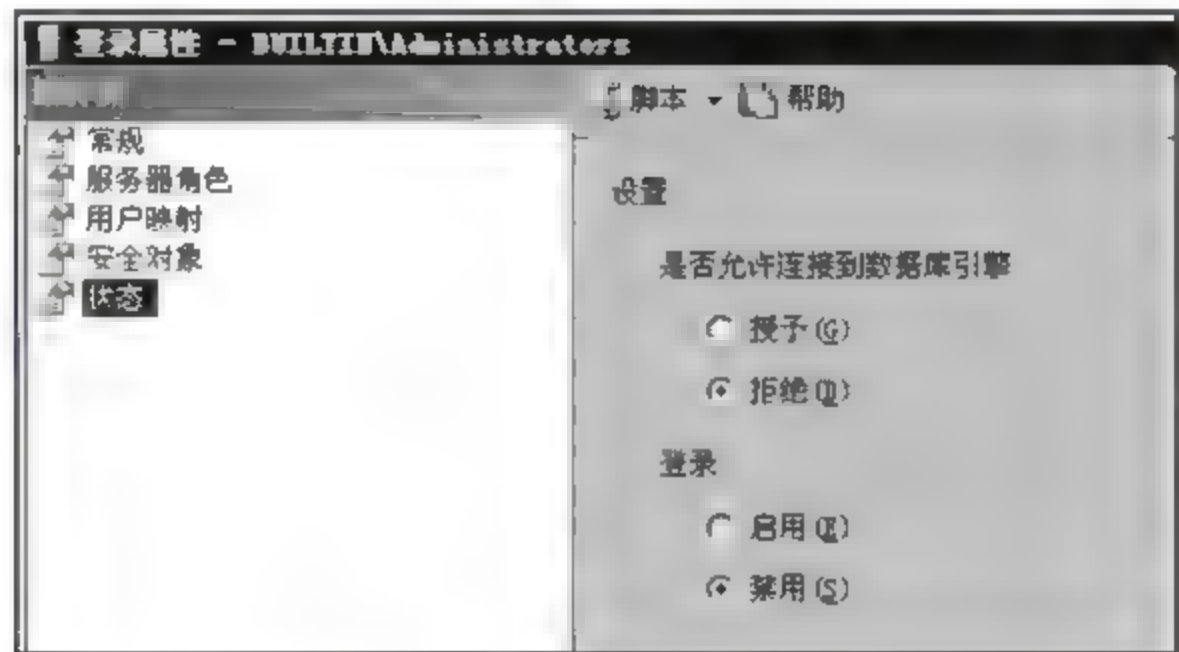 登录属性 - BUILTIN\Administrators
脚本 帮助
常规
服务器角色
用户映射
安全对象
状态
设置
是否允许连接到数据库引擎
授予(G)
拒绝(D)
登录
启用(E)
禁用(S)